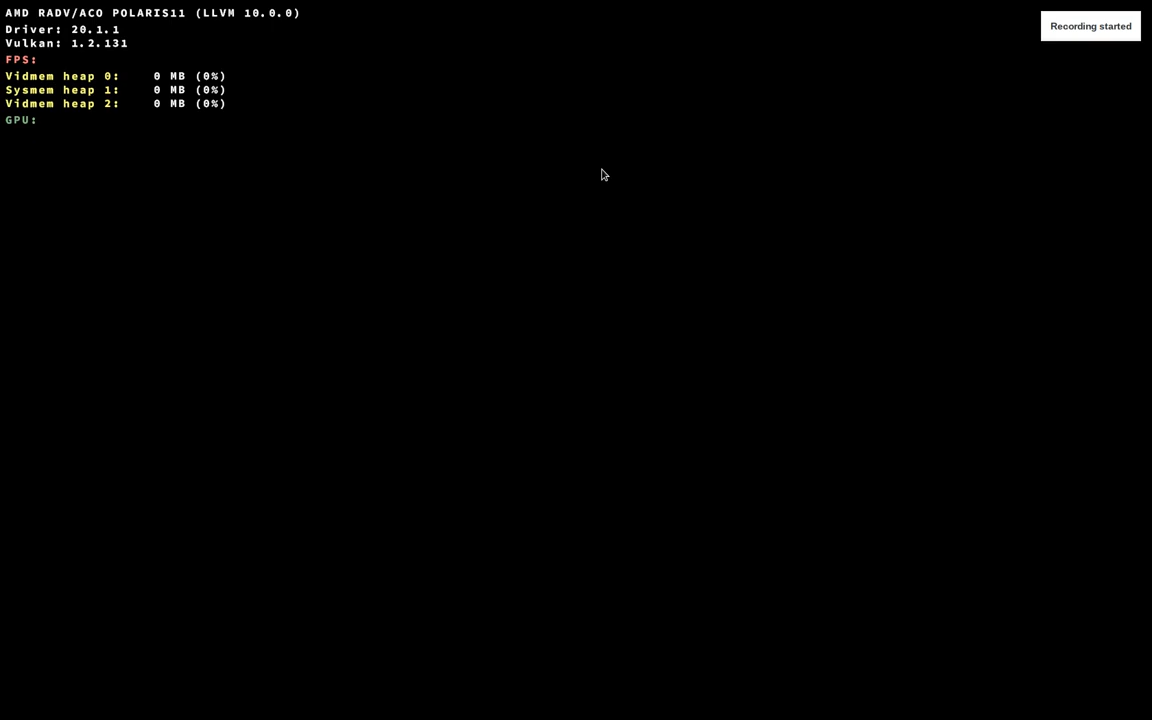 AMD RADV/ACO POLARIS11 (LLVM 10.0.0)
Driver: 20.1.1
Vulkan: 1.2.131
FPS:
Vidmem heap 0: 0 MB (0%)
Sysmem heap 1: 0 MB (0%)
Vidmem heap 2: 0 MB (0%)
GPU:
Recording started